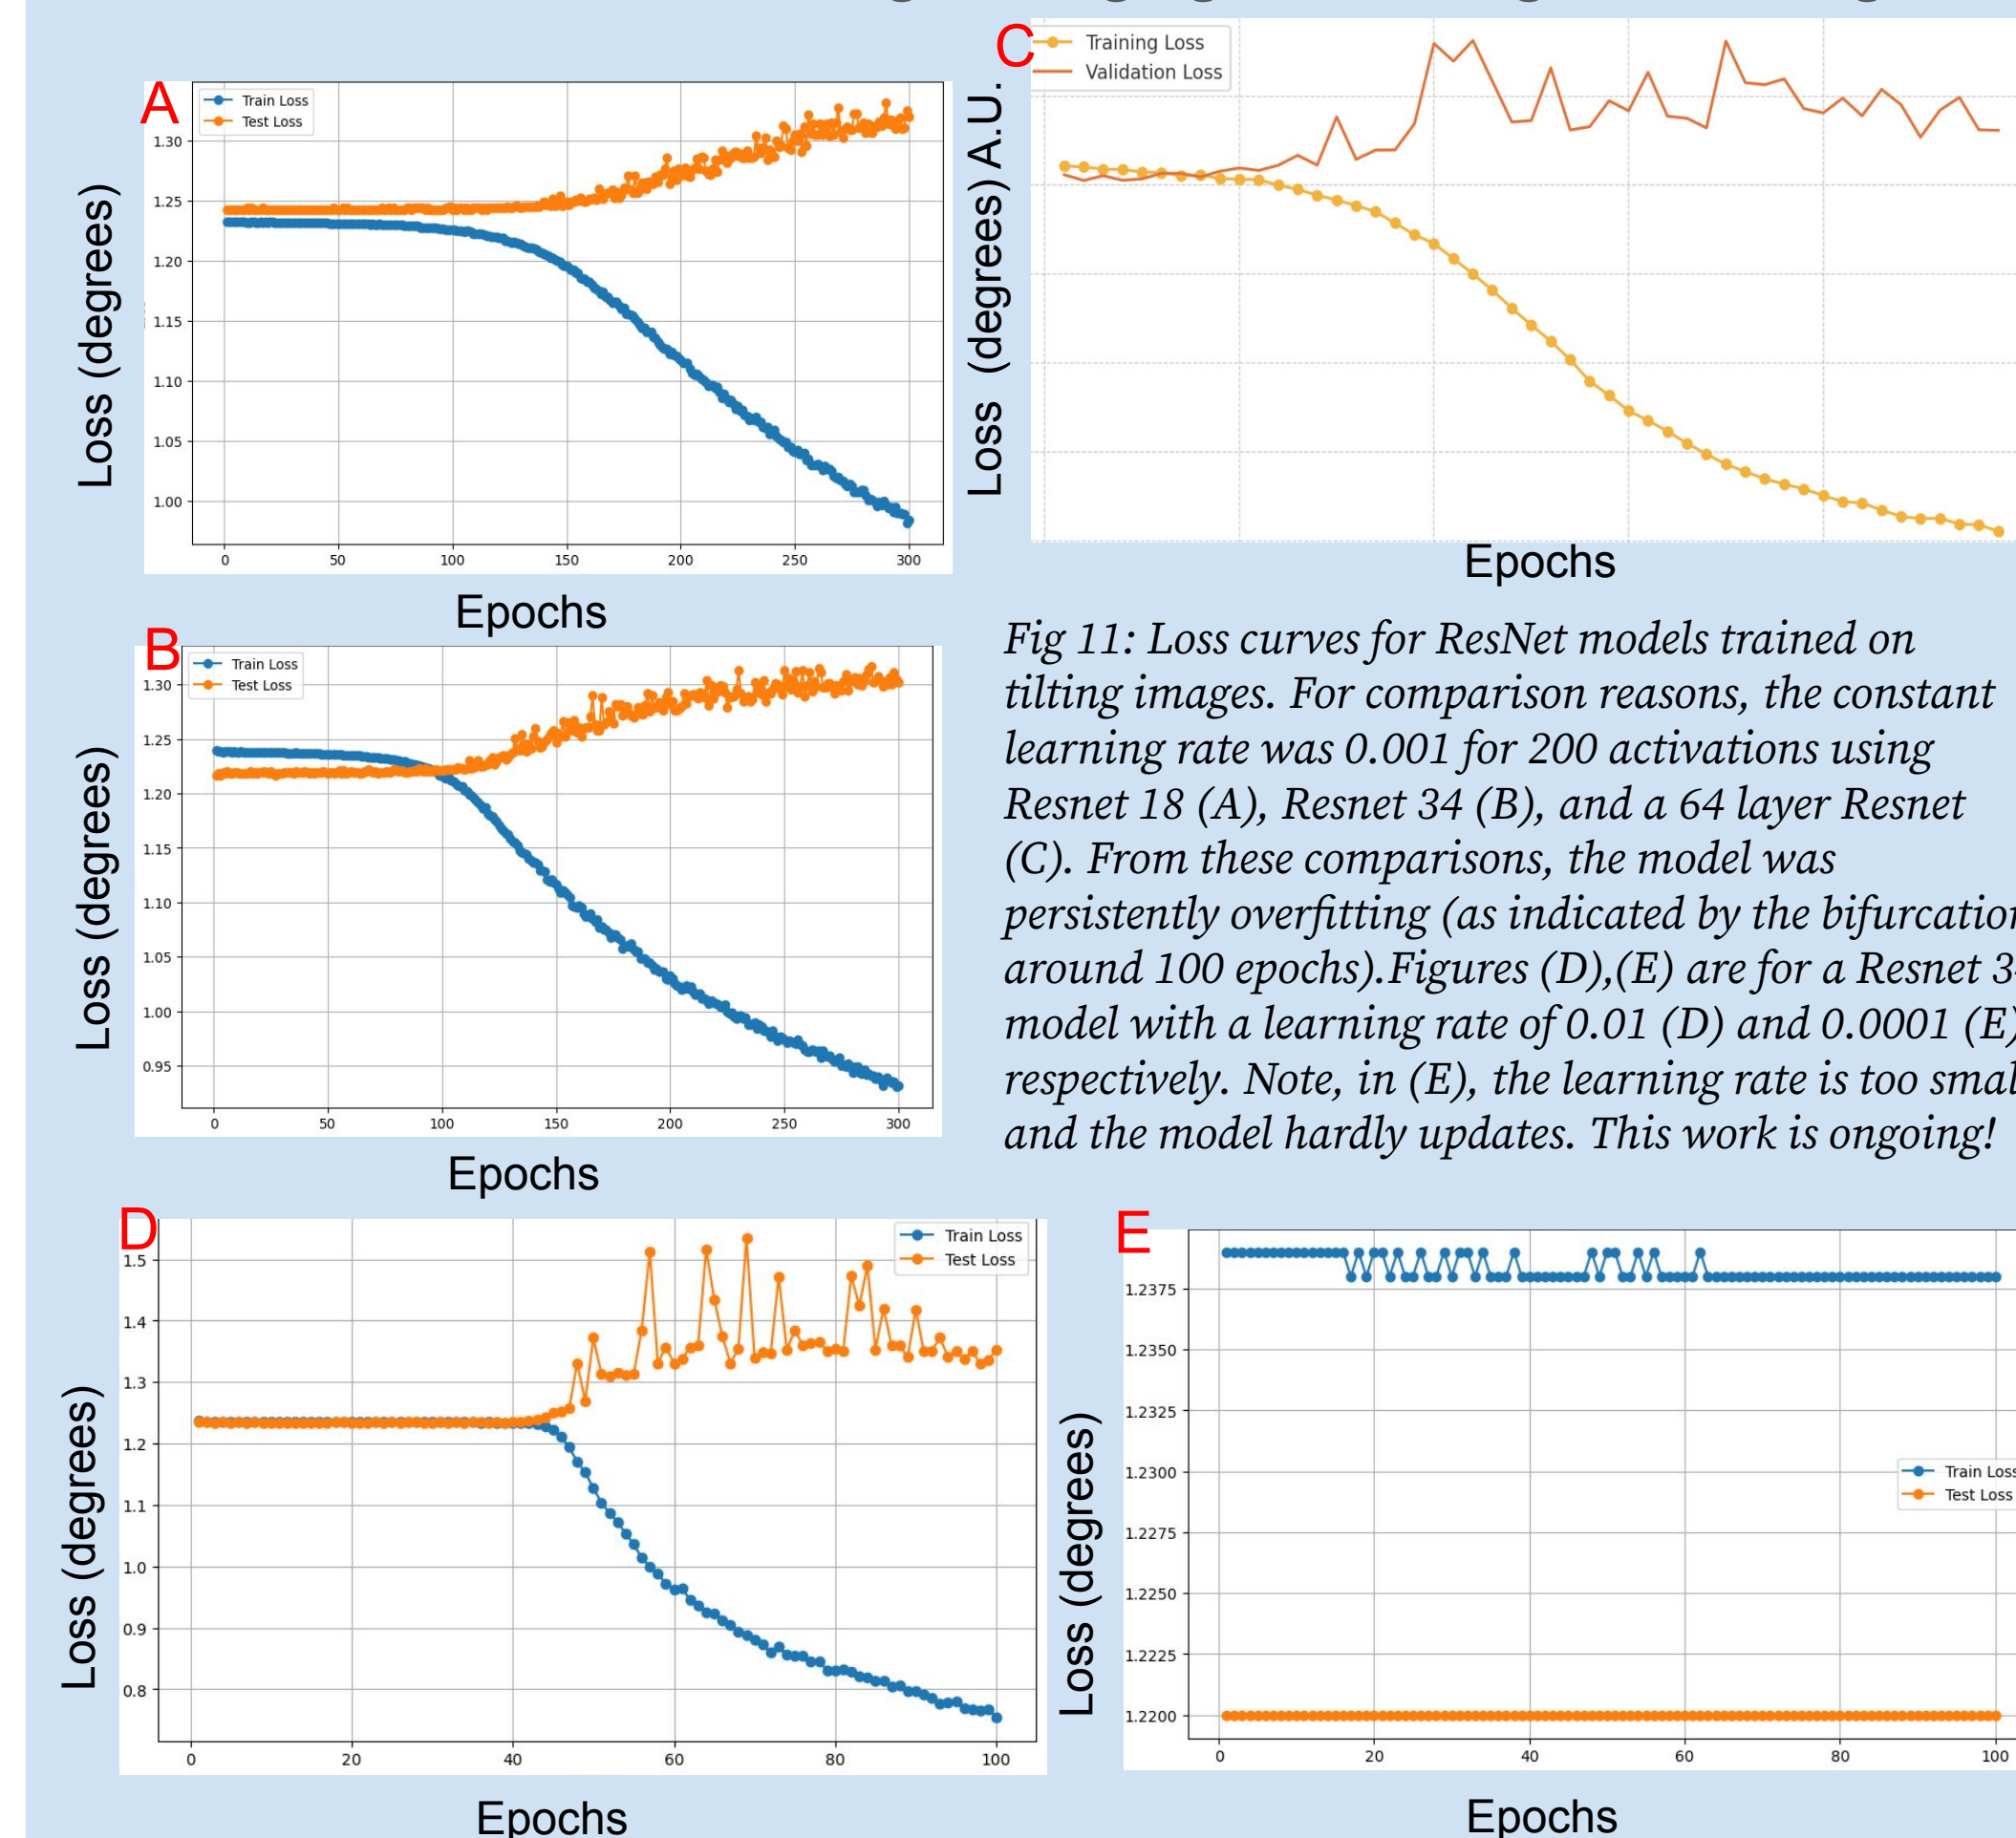 A
Train Loss
Test Loss
1.30
1.25
1.20
1.15
1.10
1.05
1.00
0 50 100 150 200 250 300
Loss (degrees)
Epochs
C
Training Loss
Validation Loss
Loss (degrees) A.U.
Epochs
B
Train Loss
Test Loss
1.30
1.25
1.20
1.15
1.10
1.05
1.00
0.95
0 50 100 150 200 250 300
Loss (degrees)
Epochs
Fig 11: Loss curves for ResNet models trained on
tilting images. For comparison reasons, the constant
learning rate was 0.001 for 200 activations using
Resnet 18 (A), Resnet 34 (B), and a 64 layer Resnet
(C). From these comparisons, the model was
persistently overfitting (as indicated by the bifurcation
around 100 epochs).Figures (D),(E) are for a Resnet 3
model with a learning rate of 0.01 (D) and 0.0001 (E)
respectively. Note, in (E), the learning rate is too smal
and the model hardly updates. This work is ongoing!
D
Train Loss
Test Loss
1.5
1.4
1.3
1.2
1.1
1.0
0.9
0.8
0 20 40 60 80 100
Loss (degrees)
Epochs
E
1.2375
1.2350
1.2325
1.2300
1.2275
1.2250
1.2225
1.2200
Train Loss
Test Loss
0 20 40 60 80 100
Loss (degrees)
Epochs